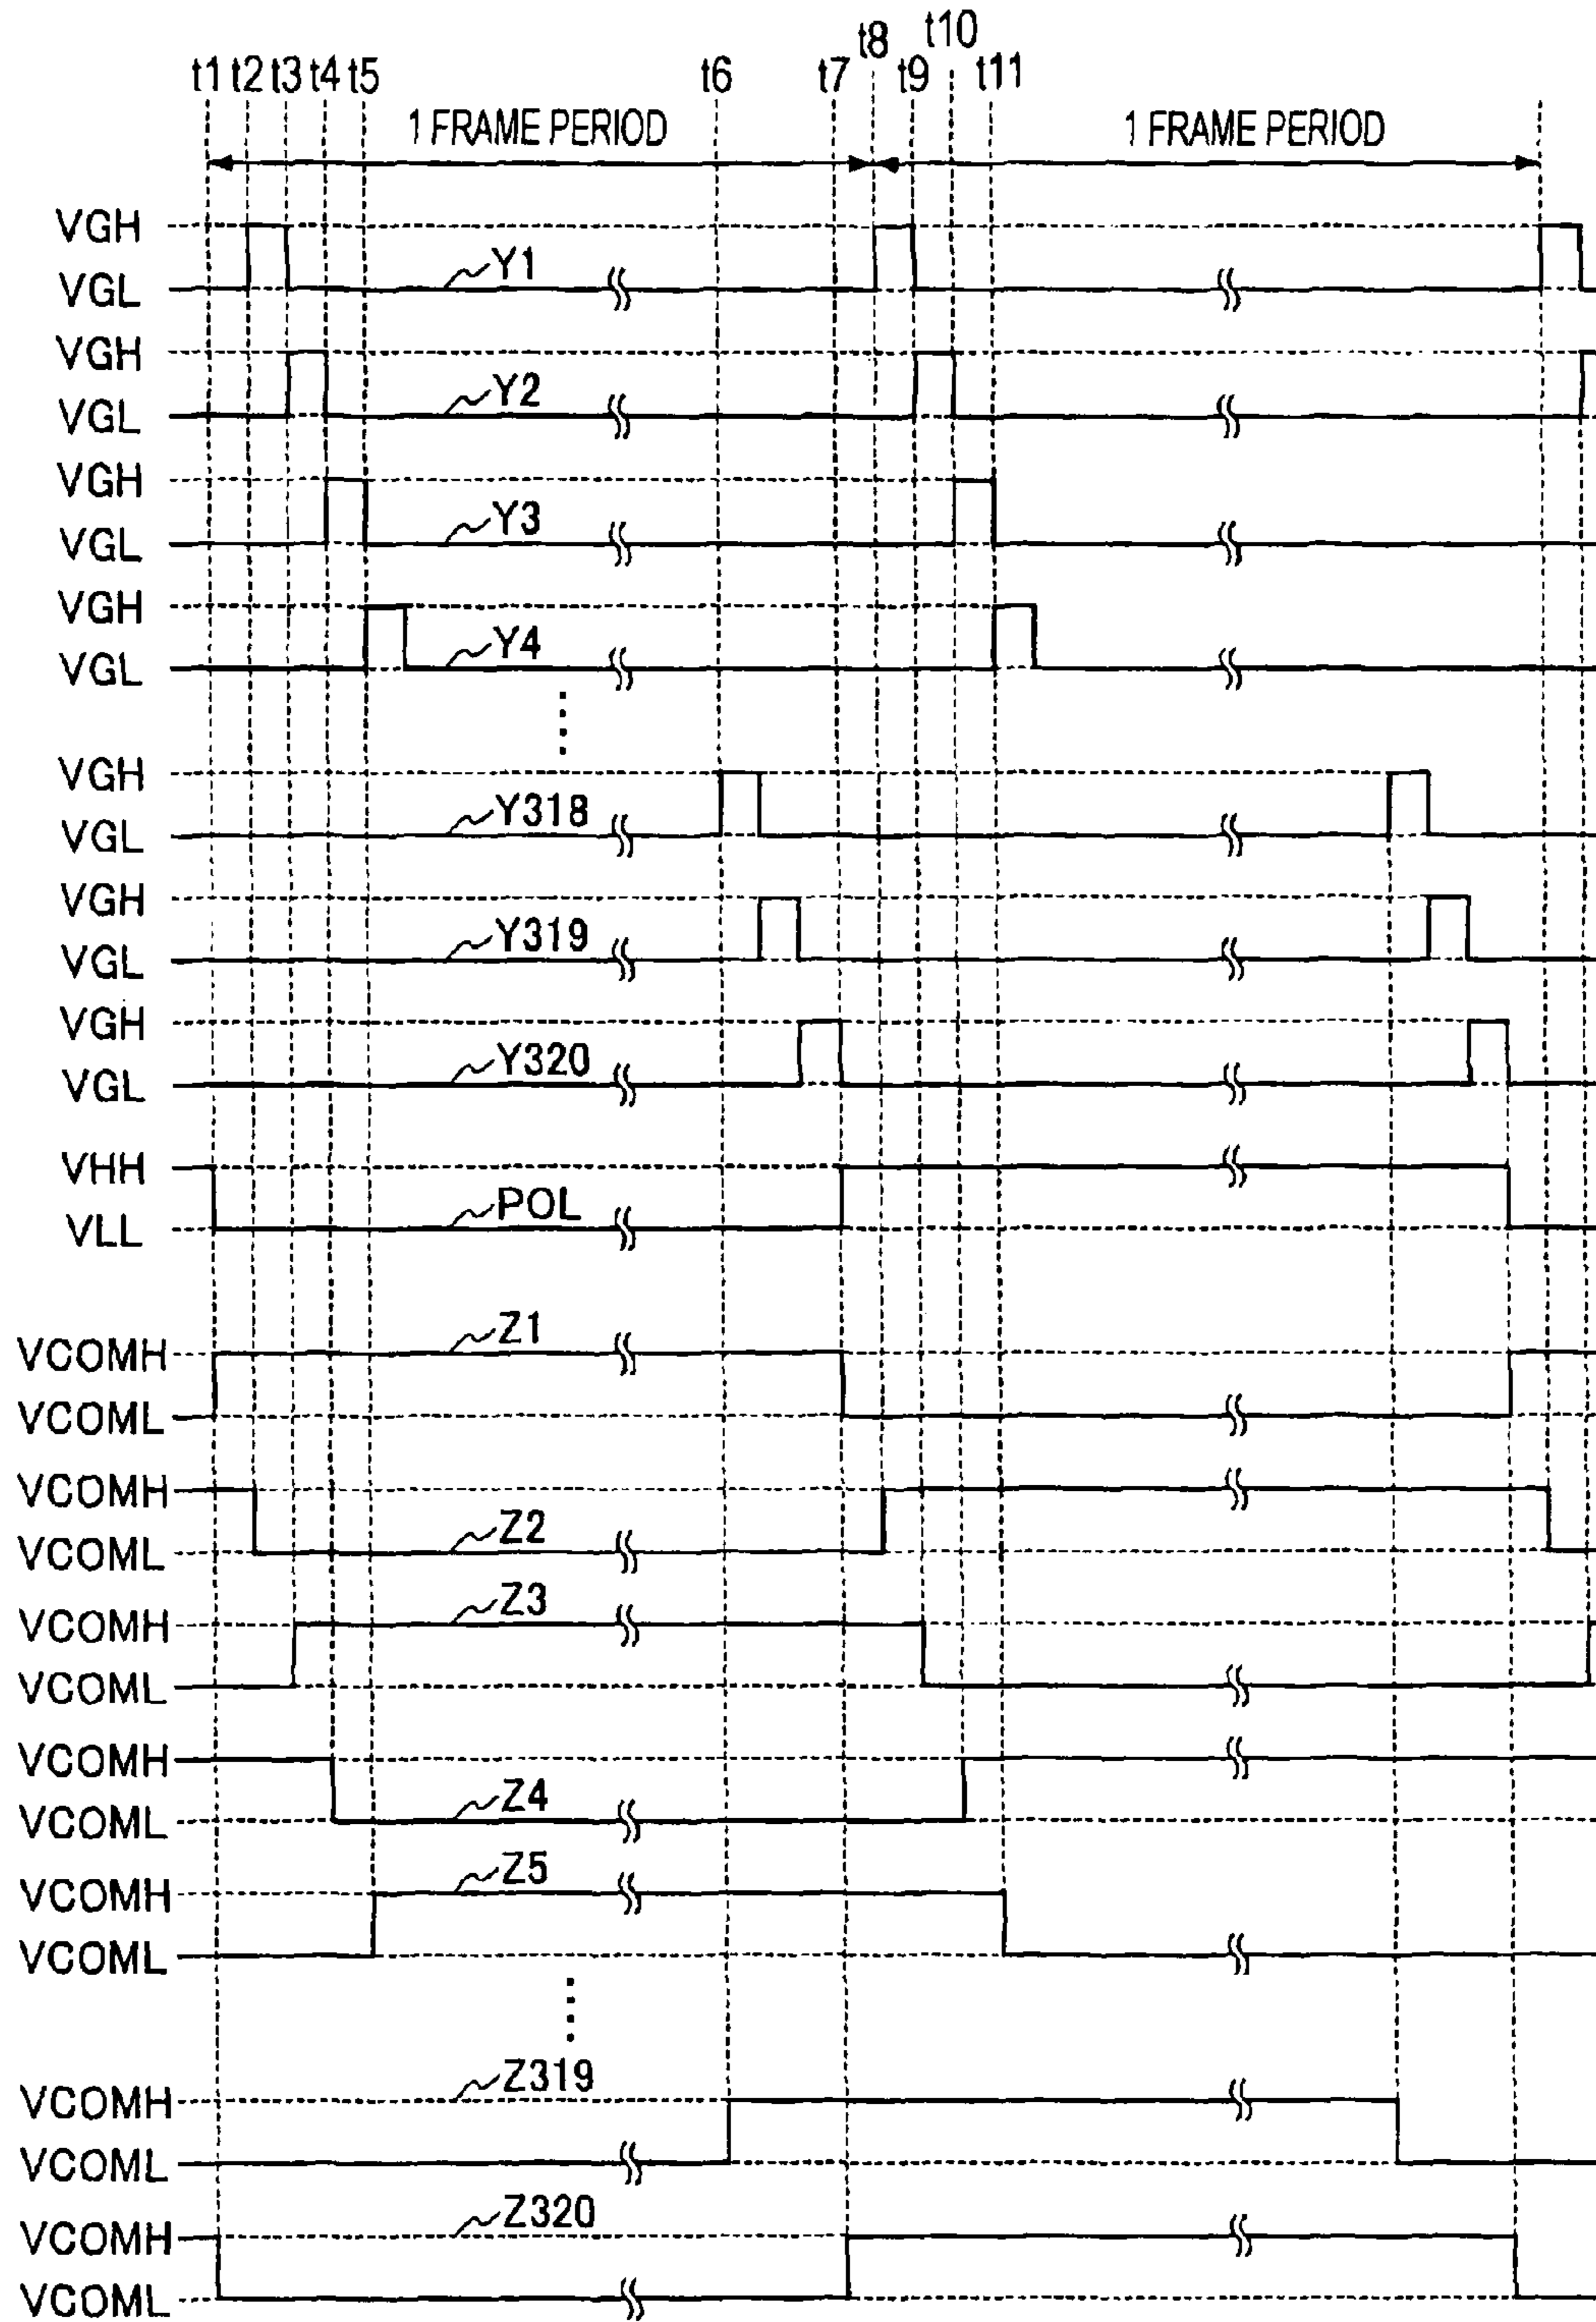 t1 t2 t3 t4 t5 t6 t7 t8 t9 t10 t11
1 FRAME PERIOD 1 FRAME PERIOD
VGH
VGL Y1
VGH
VGL Y2
VGH
VGL Y3
VGH
VGL Y4
VGH
VGL Y318
VGH
VGL Y319
VGH
VGL Y320
VHH
VLL POL
VCOMH Z1
VCOML
VCOMH
VCOML Z2
VCOMH Z3
VCOML
VCOMH
VCOML Z4
VCOMH Z5
VCOML
VCOMH Z319
VCOML
VCOMH Z320
VCOML